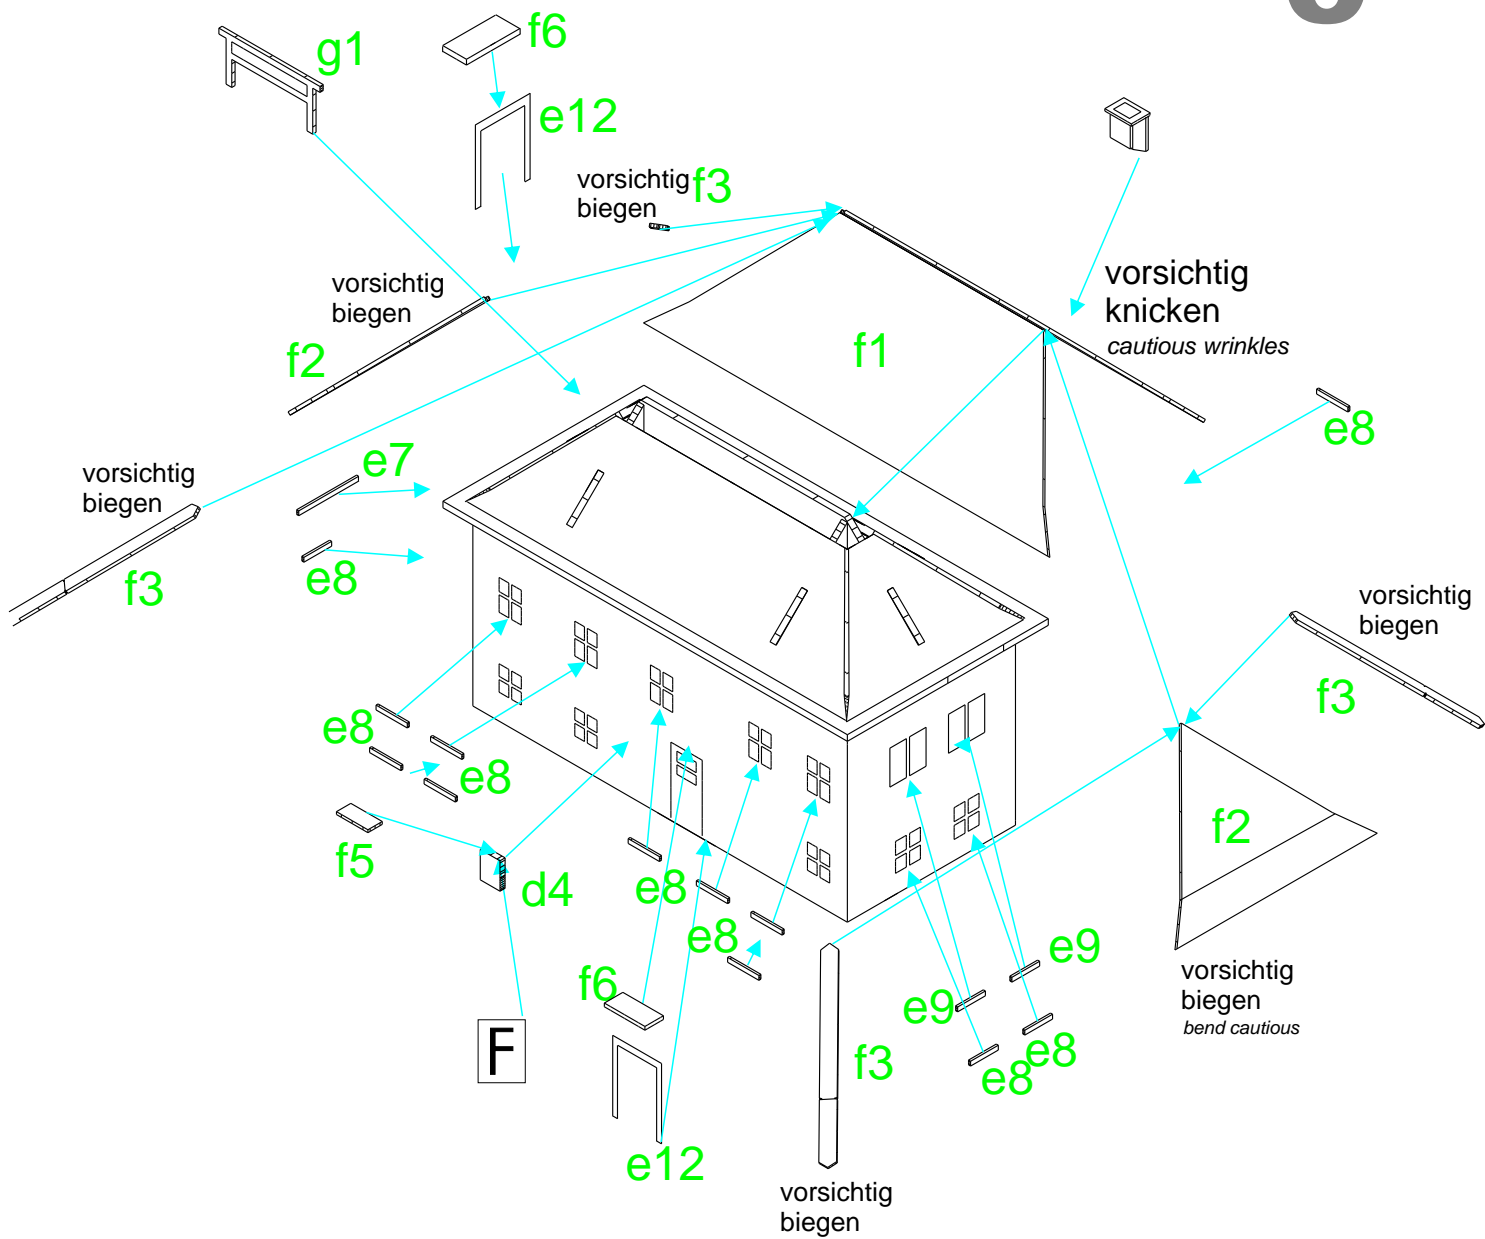 g1
f6
e12
vorsichtig
biegen
f3
vorsichtig
biegen
f2
f1
vorsichtig
knicken
cautious wrinkles
e8
vorsichtig
biegen
f3
e7
e8
vorsichtig
biegen
f3
e8
e8
f5
d4
e8
e8
f6
F
e12
f3
vorsichtig
biegen
e9
e9
e8
e8
f2
vorsichtig
biegen
bend cautious